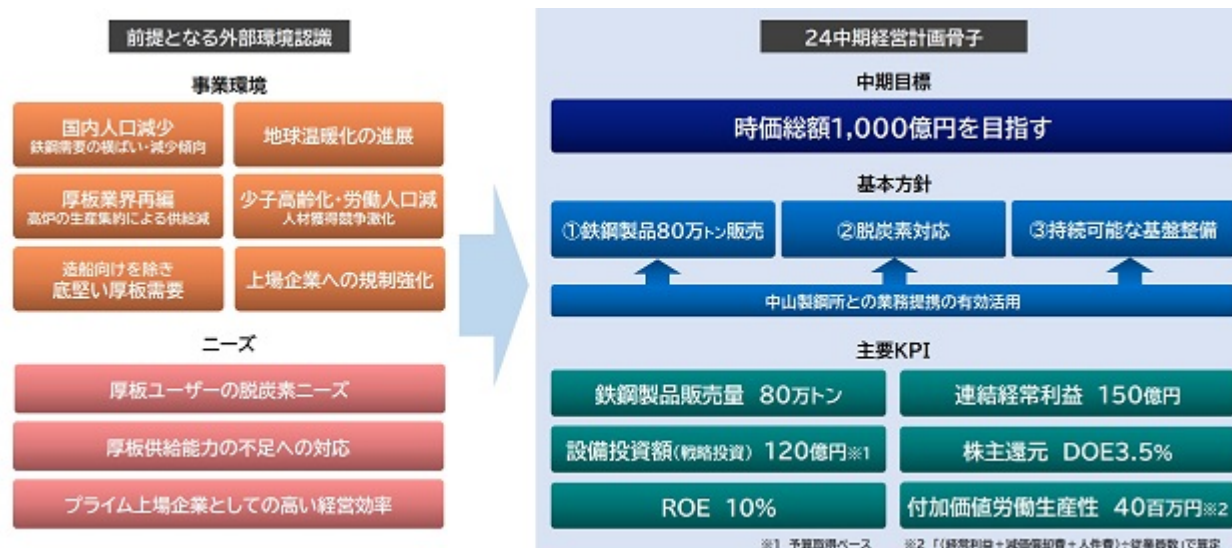 前提となる外部環境認識
事業環境
国内人口減少
鉄鋼需要の横ばい・減少傾向
地球温暖化の進展
厚板業界再編
高炉の生産集約による供給減
少子高齢化・労働人口減
人材獲得競争激化
造船向けを除き
底堅い厚板需要
上場企業への規制強化
ニーズ
厚板ユーザーの脱炭素ニーズ
厚板供給能力の不足への対応
プライム上場企業としての高い経営効率
24中期経営計画骨子
中期目標
時価総額1,000億円を目指す
基本方針
①鉄鋼製品80万トン販売
②脱炭素対応
③持続可能な基盤整備
中山製鋼所との業務提携の有効活用
主要KPI
鉄鋼製品販売量 80万トン
連結経常利益 150億円
設備投資額(戦略投資) 120億円※1
株主還元 DOE3.5%
ROE 10%
付加価値労働生産性 40百万円※2
※1 予算取得ベース ※2 「(経常利益+減価償却費+人件費)÷従業員数」で算定